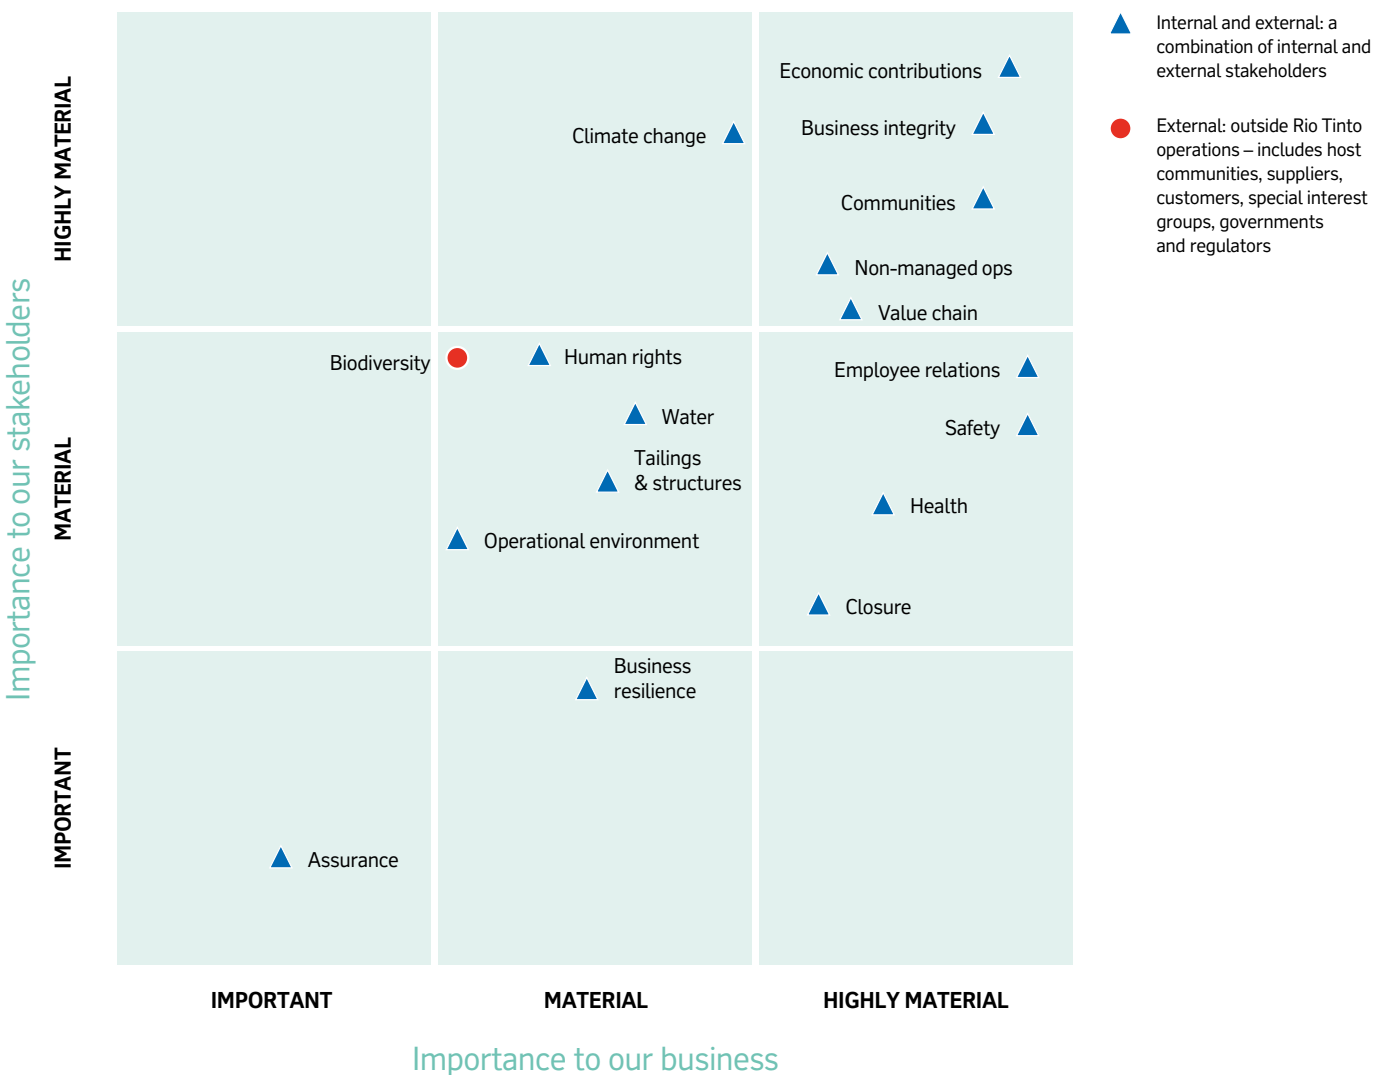 Internal and external: a
combination of internal and
external stakeholders
External: outside Rio Tinto
operations – includes host
communities, suppliers,
customers, special interest
groups, governments
and regulators
Importance to our stakeholders
HIGHLY MATERIAL
MATERIAL
IMPORTANT
Economic contributions
Business integrity
Climate change
Communities
Non-managed ops
Value chain
Biodiversity
Human rights
Employee relations
Water
Safety
Tailings
& structures
Health
Operational environment
Closure
Business
resilience
Assurance
IMPORTANT
MATERIAL
HIGHLY MATERIAL
Importance to our business